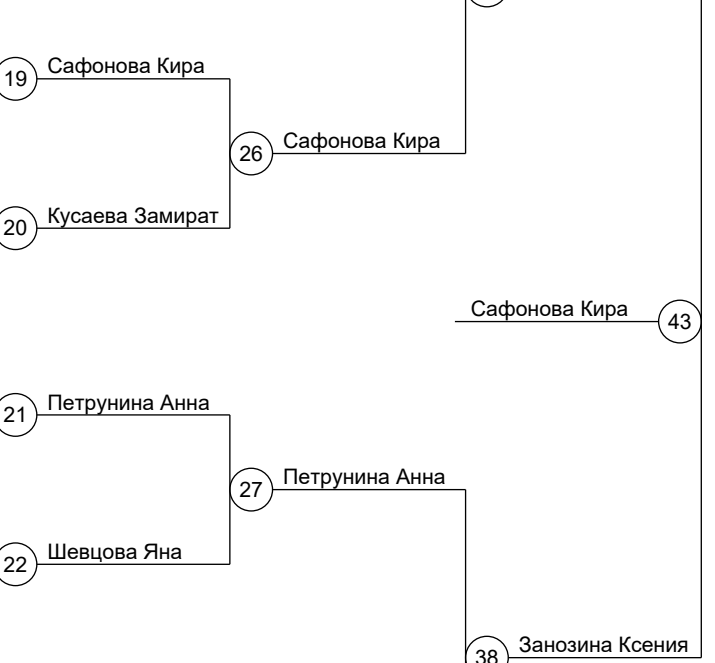 19 Сафонова Кира
26 Сафонова Кира
20 Кусаева Замират
Сафонова Кира 43
21 Петрунина Анна
27 Петрунина Анна
22 Шевцова Яна
38 Занозина Ксения